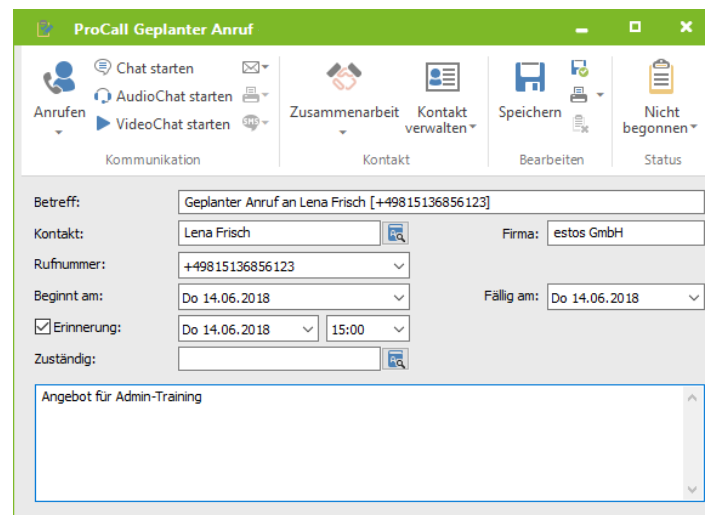 ProCall Geplanter Anruf
Anrufen
Chat starten
AudioChat starten
VideoChat starten
SMS
Kommunikation
Zusammenarbeit
Kontakt
verwalten
Kontakt
Speichern
Bearbeiten
Nicht
begonnen
Status
Betreff: Geplanter Anruf an Lena Frisch [+49815136856123]
Kontakt: Lena Frisch Firma: estos GmbH
Rufnummer: +49815136856123
Beginnt am: Do 14.06.2018 Fällig am: Do 14.06.2018
Erinnerung: Do 14.06.2018 15:00
Zuständig:
Angebot für Admin-Training